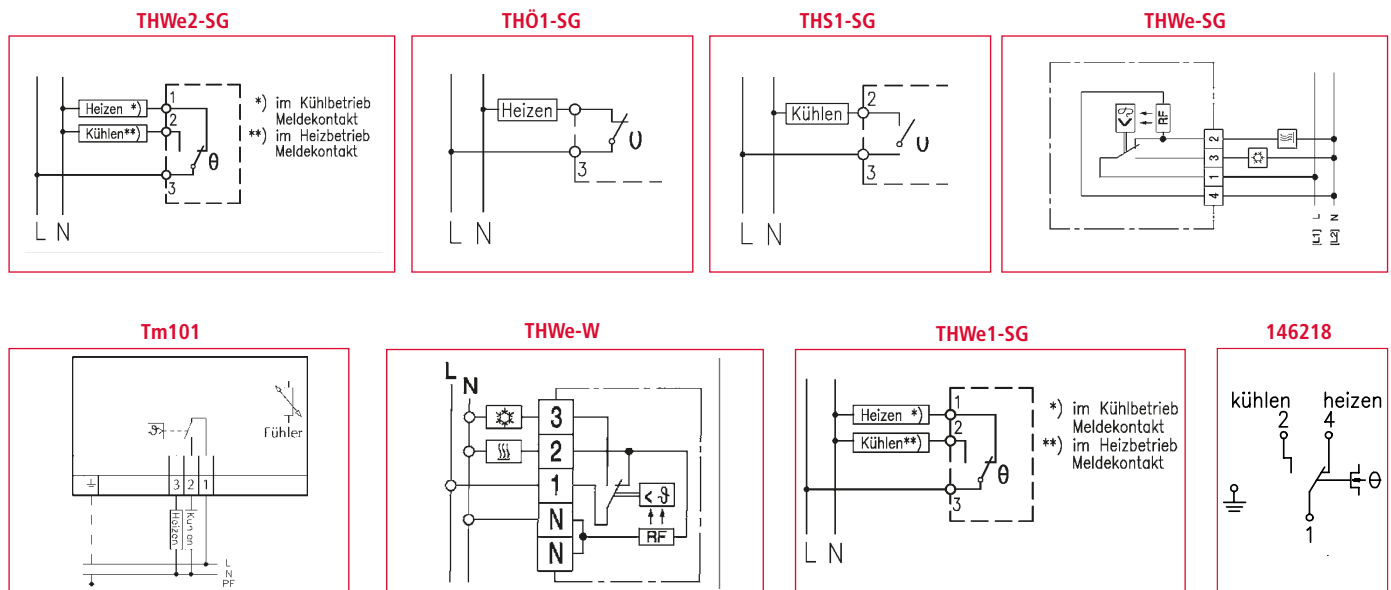 THWe2-SG
Heizen *)
Kühlen**)
1
2
3
θ
*) im Kühlbetrieb
Meldekontakt
**) im Heizbetrieb
Meldekontakt
L N
THÖ1-SG
Heizen
3
L N
THS1-SG
Kühlen
2
3
L N
THWe-SG
<ϑ
RF
2
3
1
4
[L1] L
[L2] N
Tm101
ϑ
Fühler
3 2 1
Heizen
L
N
THWe-W
L
N
3
2
1
N
N
< ϑ
RF
THWe1-SG
Heizen *)
Kühlen**)
1
2
3
θ
*) im Kühlbetrieb
Meldekontakt
**) im Heizbetrieb
Meldekontakt
L N
146218
kühlen heizen
2 4
θ
1